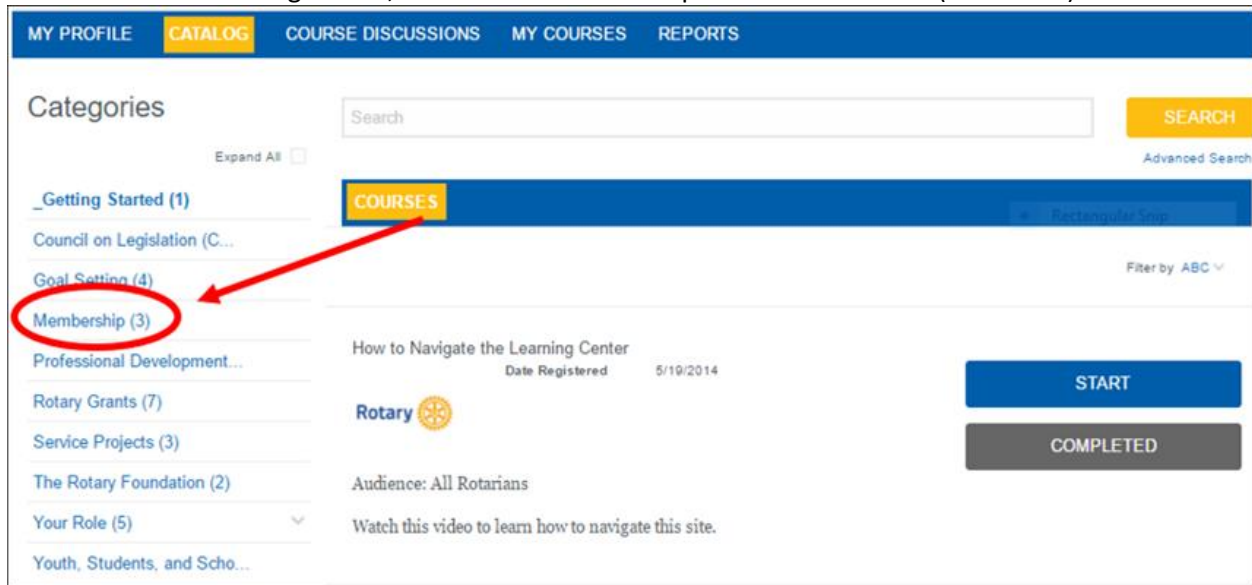 MY PROFILE CATALOG COURSE DISCUSSIONS MY COURSES REPORTS
Categories
Expand All
_Getting Started (1)
Council on Legislation (C...
Goal Setting (4)
Membership (3)
Professional Development...
Rotary Grants (7)
Service Projects (3)
The Rotary Foundation (2)
Your Role (5)
Youth, Students, and Scho...
Search SEARCH
Advanced Search
COURSES
Rectangular Snip
Filter by ABC
How to Navigate the Learning Center
Date Registered 5/19/2014
START
Rotary
COMPLETED
Audience: All Rotarians
Watch this video to learn how to navigate this site.